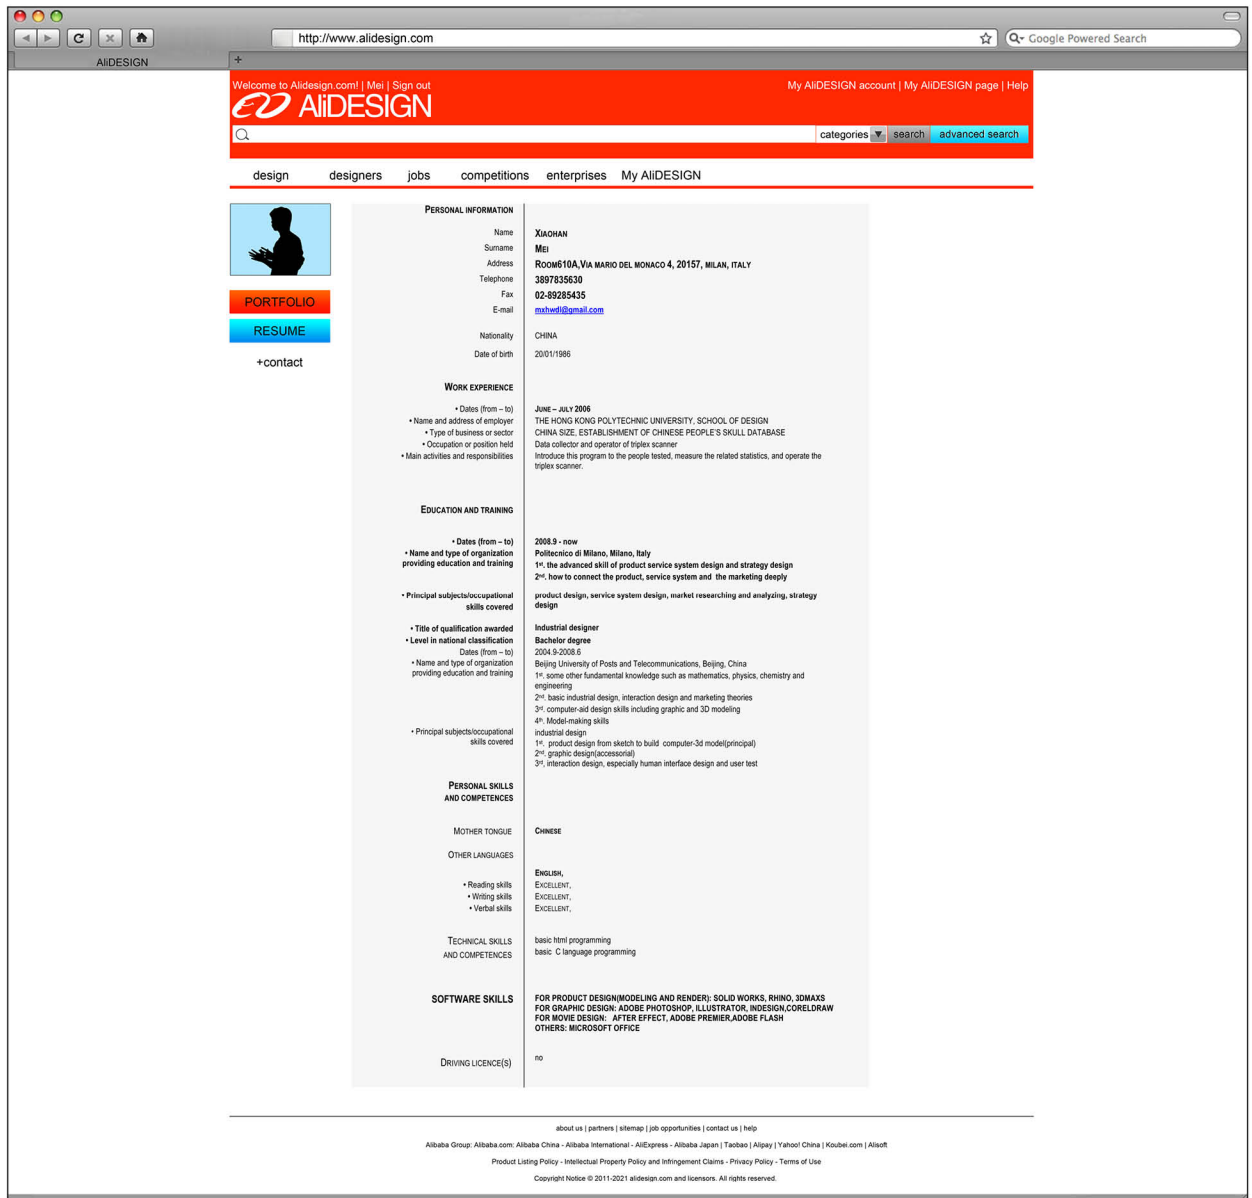 http://www.alidesign.com
Google Powered Search
AliDESIGN
+
Welcome to Alidesign.com! | Mei | Sign out
My AliDESIGN account | My AliDESIGN page | Help
AliDESIGN
categories ▼ search advanced search
design designers jobs competitions enterprises My AliDESIGN
PORTFOLIO
RESUME
+contact
PERSONAL INFORMATION
Name XIAOHAN
Surname MEI
Address ROOM610A,VIA MARIO DEL MONACO 4, 20157, MILAN, ITALY
Telephone 3897835630
Fax 02-89285435
E-mail mxhwdl@gmail.com
Nationality CHINA
Date of birth 20/01/1986
WORK EXPERIENCE
• Dates (from – to) JUNE – JULY 2006
• Name and address of employer THE HONG KONG POLYTECHNIC UNIVERSITY, SCHOOL OF DESIGN
• Type of business or sector CHINA SIZE, ESTABLISHMENT OF CHINESE PEOPLE'S SKULL DATABASE
• Occupation or position held Data collector and operator of triplex scanner
• Main activities and responsibilities Introduce this program to the people tested, measure the related statistics, and operate the
triplex scanner.
EDUCATION AND TRAINING
• Dates (from – to) 2008.9 - now
• Name and type of organization Politecnico di Milano, Milano, Italy
providing education and training 1st. the advanced skill of product service system design and strategy design
2nd. how to connect the product, service system and the marketing deeply
• Principal subjects/occupational product design, service system design, market researching and analyzing, strategy
skills covered design
• Title of qualification awarded Industrial designer
• Level in national classification Bachelor degree
Dates (from – to) 2004.9-2008.6
• Name and type of organization Beijing University of Posts and Telecommunications, Beijing, China
providing education and training 1st. some other fundamental knowledge such as mathematics, physics, chemistry and
engineering
2nd. basic industrial design, interaction design and marketing theories
3rd. computer-aid design skills including graphic and 3D modeling
4th. Model-making skills
• Principal subjects/occupational industrial design
skills covered 1st. product design from sketch to build computer-3d model(principal)
2nd. graphic design(accessorial)
3rd, interaction design, especially human interface design and user test
PERSONAL SKILLS
AND COMPETENCES
MOTHER TONGUE CHINESE
OTHER LANGUAGES
ENGLISH,
• Reading skills EXCELLENT,
• Writing skills EXCELLENT,
• Verbal skills EXCELLENT,
TECHNICAL SKILLS basic html programming
AND COMPETENCES basic C language programming
SOFTWARE SKILLS FOR PRODUCT DESIGN(MODELING AND RENDER): SOLID WORKS, RHINO, 3DMAXS
FOR GRAPHIC DESIGN: ADOBE PHOTOSHOP, ILLUSTRATOR, INDESIGN,CORELDRAW
FOR MOVIE DESIGN: AFTER EFFECT, ADOBE PREMIER,ADOBE FLASH
OTHERS: MICROSOFT OFFICE
DRIVING LICENCE(S) no
about us | partners | sitemap | job opportunities | contact us | help
Alibaba Group: Alibaba.com: Alibaba China - Alibaba International - AliExpress - Alibaba Japan | Taobao | Alipay | Yahoo! China | Koubei.com | Alisoft
Product Listing Policy - Intellectual Property Policy and Infringement Claims - Privacy Policy - Terms of Use
Copyright Notice © 2011-2021 alidesign.com and licensors. All rights reserved.